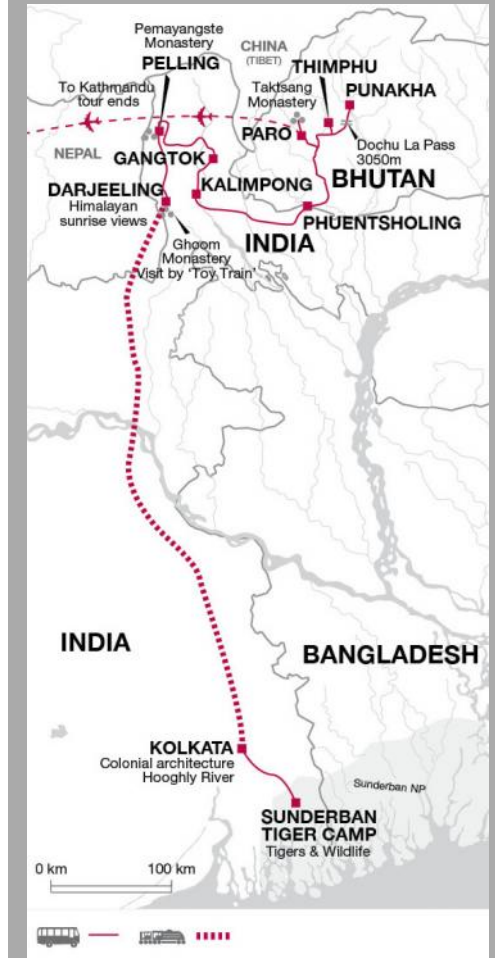 Pemayangste
Monastery
PELLING
CHINA
(TIBET)
THIMPHU
PUNAKHA
To Kathmandu
tour ends
Taktsang
Monastery
PARO
Dochu La Pass
3050m
NEPAL
GANGTOK
BHUTAN
DARJEELING
Himalayan
sunrise views
KALIMPONG
PHUENTSHOLING
INDIA
Ghoom
Monastery
Visit by 'Toy Train'
INDIA
BANGLADESH
KOLKATA
Colonial architecture
Hooghly River
Sunderban NP
SUNDERBAN
TIGER CAMP
Tigers & Wildlife
0 km
100 km